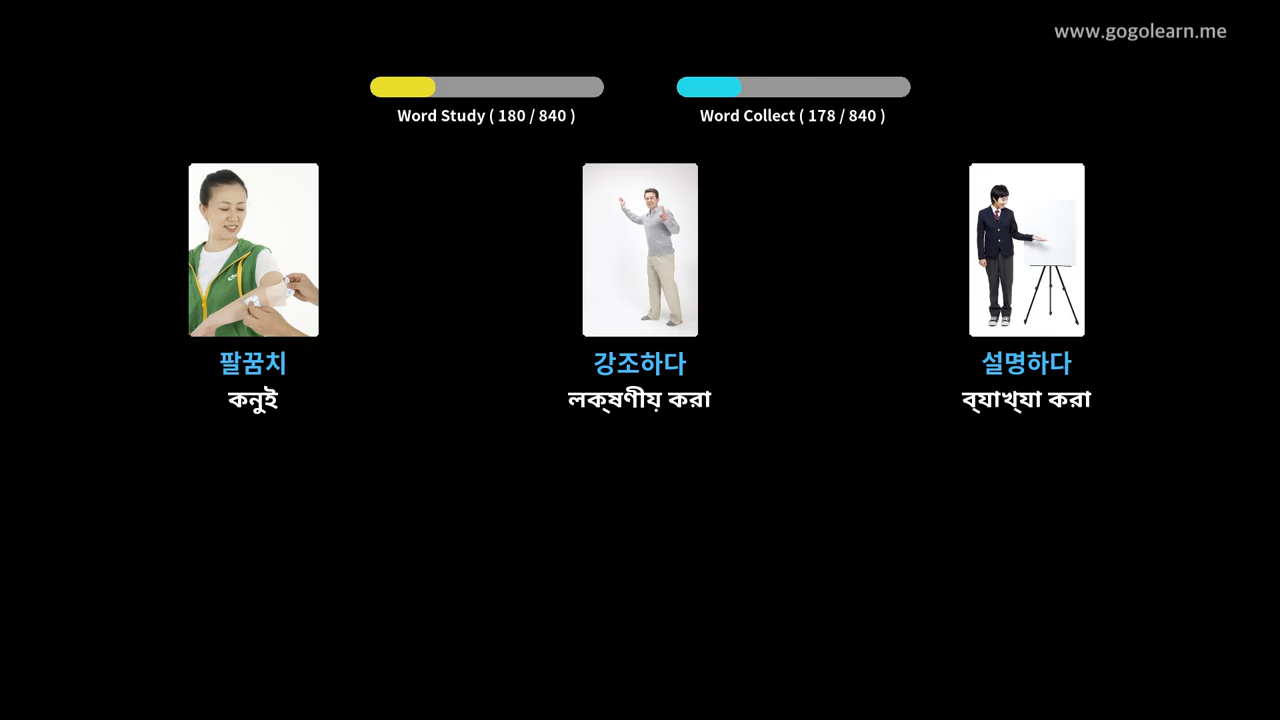 www.gogolearn.me
Word Study ( 180 / 840 )
Word Collect ( 178 / 840 )
팔꿈치
강조하다
설명하다
কনুই
লক্ষণীয় করা
ব্যাখ্যা করা